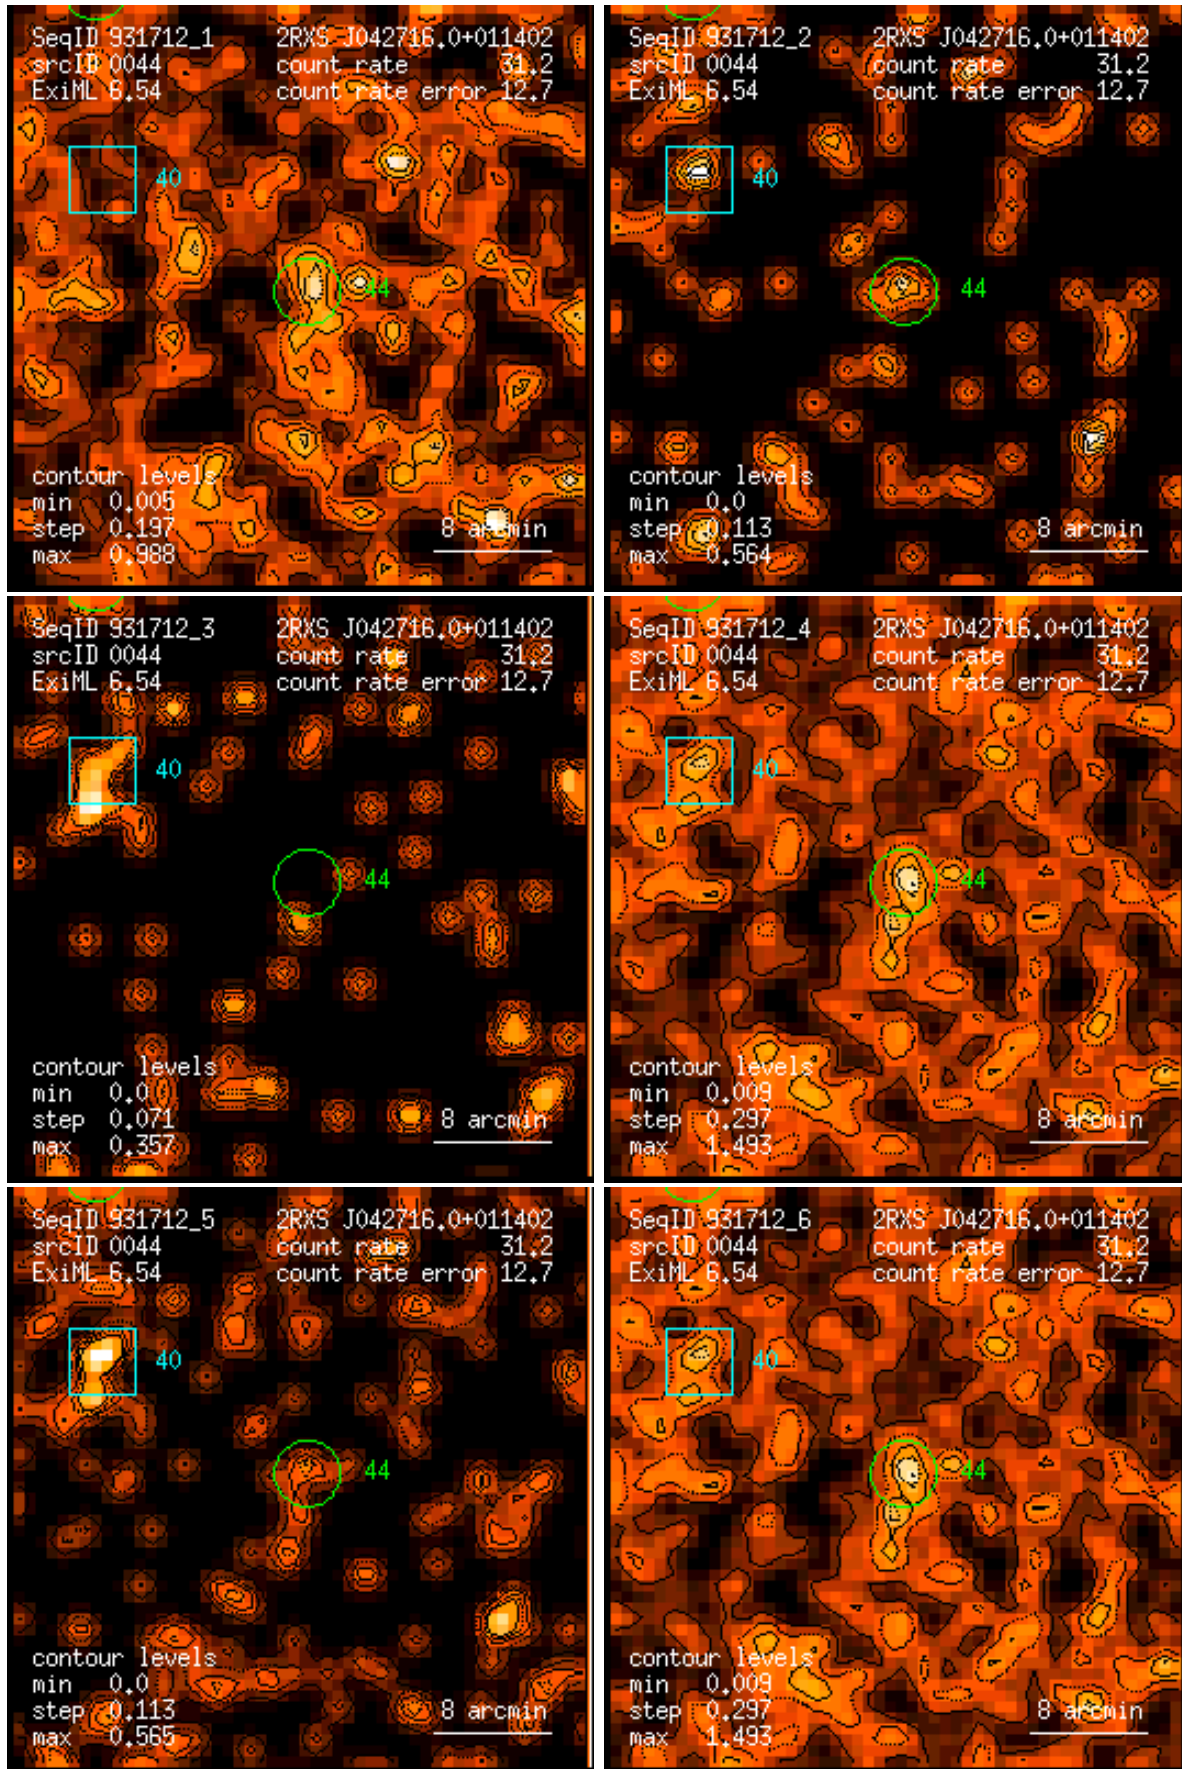 SeqID 931712_1 2RXS J042716.0+011402
srcID 0044 count rate 31.2
ExiML 6.54 count rate error 12.7
40
44
contour levels
min 0.005
step 0.197 8 arcmin
max 0.988
SeqID 931712_2 2RXS J042716.0+011402
srcID 0044 count rate 31.2
ExiML 6.54 count rate error 12.7
40
44
contour levels
min 0.0
step 0.113 8 arcmin
max 0.564
SeqID 931712_3 2RXS J042716.0+011402
srcID 0044 count rate 31.2
ExiML 6.54 count rate error 12.7
40
44
contour levels
min 0.0
step 0.071 8 arcmin
max 0.357
SeqID 931712_4 2RXS J042716.0+011402
srcID 0044 count rate 31.2
ExiML 6.54 count rate error 12.7
40
44
contour levels
min 0.009
step 0.297 8 arcmin
max 1.493
SeqID 931712_5 2RXS J042716.0+011402
srcID 0044 count rate 31.2
ExiML 6.54 count rate error 12.7
40
44
contour levels
min 0.0
step 0.113 8 arcmin
max 0.565
SeqID 931712_6 2RXS J042716.0+011402
srcID 0044 count rate 31.2
ExiML 6.54 count rate error 12.7
40
44
contour levels
min 0.009
step 0.297 8 arcmin
max 1.493